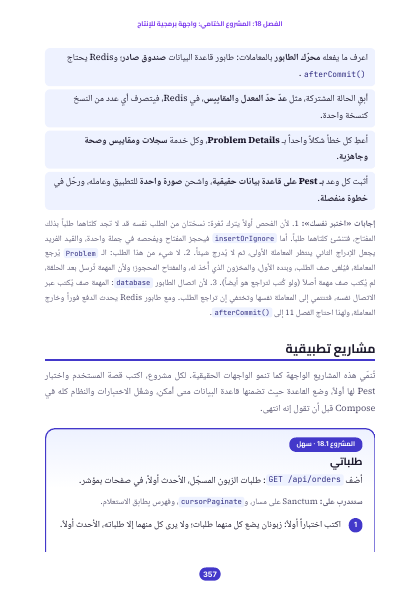 الفصل 18: المشروع الختامي: واجهة برمجية للإنتاج
اعرف ما يفعله محرّك الطابور بالمعاملات: طابور قاعدة البيانات صندوق صادر؛ وRedis يحتاج
afterCommit() .
أبقِ الحالة المشتركة، مثل عدّ حدّ المعدل والمقاييس، في Redis، فيتصرف أي عدد من النسخ
كنسخة واحدة.
أعطِ كل خطأ شكلاً واحداً بـ Problem Details، وكل خدمة سجلات ومقاييس وصحة
وجاهزية.
أثبت كل وعد بـ Pest على قاعدة بيانات حقيقية، واشحن صورة واحدة للتطبيق وعامله، ورحّل في
خطوة منفصلة.
إجابات «اختبر نفسك»: 1. لأن الفحص أولاً يترك ثغرة: نسختان من الطلب نفسه قد لا تجد كلتاهما طلباً بذلك
المفتاح، فتنشئ كلتاهما طلباً. أما insertOrIgnore فيحجز المفتاح ويفحصه في جملة واحدة، والقيد الفريد
يجعل الإدراج الثاني ينتظر المعاملة الأولى، ثم لا يُدرج شيئاً. 2. لا شيء من هذا الطلب: الـ Problem يُرجع
المعاملة، فيُلغى صف الطلب، وبنده الأول، والمخزون الذي أُخذ له، والمفتاح المحجوز؛ ولأن المهمة تُرسل بعد الحلقة،
لم يُكتب صف مهمة أصلاً (ولو كُتب لتراجع هو أيضاً). 3. لأن اتصال الطابور database : المهمة صف يُكتب عبر
الاتصال نفسه، فتنتمي إلى المعاملة نفسها وتختفي إن تراجع الطلب. ومع طابور Redis يحدث الدفع فوراً وخارج
المعاملة، ولهذا احتاج الفصل 11 إلى afterCommit() .
مشاريع تطبيقية
تُنمّي هذه المشاريع الواجهة كما تنمو الواجهات الحقيقية. لكل مشروع، اكتب قصة المستخدم واختبار
Pest لها أولاً، وضع القاعدة حيث تضمنها قاعدة البيانات متى أمكن، وشغّل الاختبارات والنظام كله في
Compose قبل أن تقول إنه انتهى.
المشروع 18.1 · سهل
طلباتي
أضف GET /api/orders : طلبات الزبون المسجّل، الأحدث أولاً، في صفحات بمؤشر.
ستتدرب على: Sanctum على مسار، و cursorPaginate ، وفهرس يطابق الاستعلام.
1 اكتب اختباراً أولاً: زبونان يضع كل منهما طلبات؛ ولا يرى كل منهما إلا طلباته، الأحدث أولاً.
357